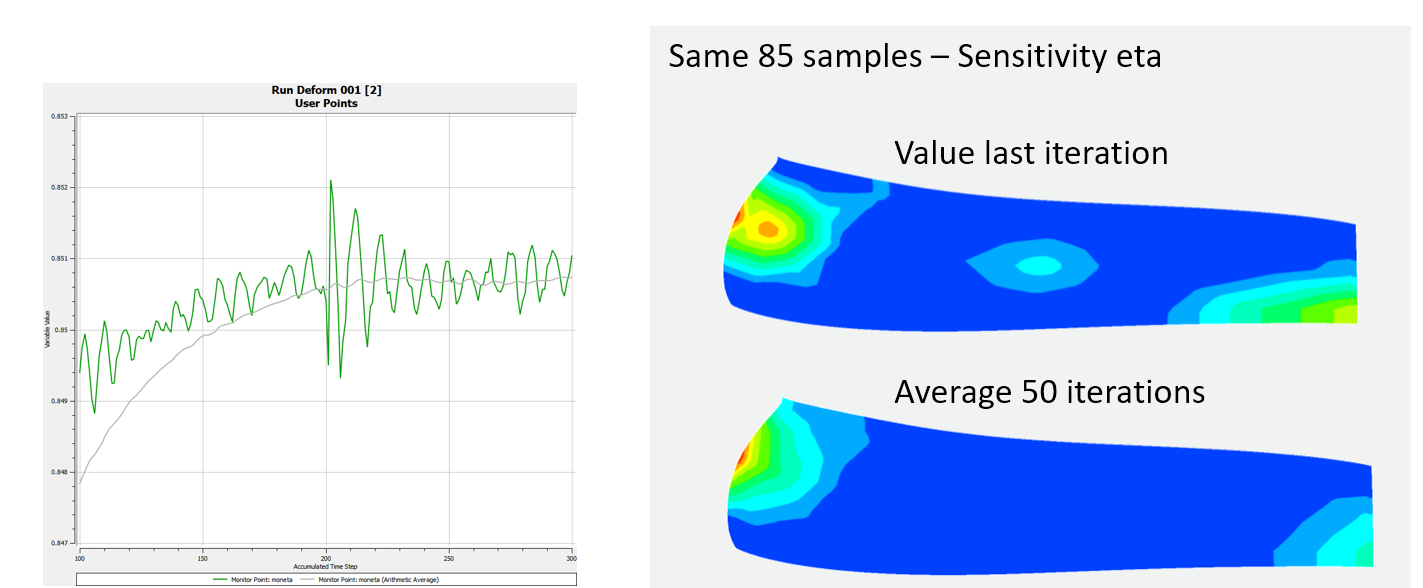 Run Deform 001 [2]
User Points
0.853
0.852
0.851
0.85
0.849
0.848
0.847
Variable Value
100 150 200 250 300
Accumulated Time Step
Monitor Point: moneta Monitor Point: moneta (Arithmetic Average)
Same 85 samples – Sensitivity eta
Value last iteration
Average 50 iterations